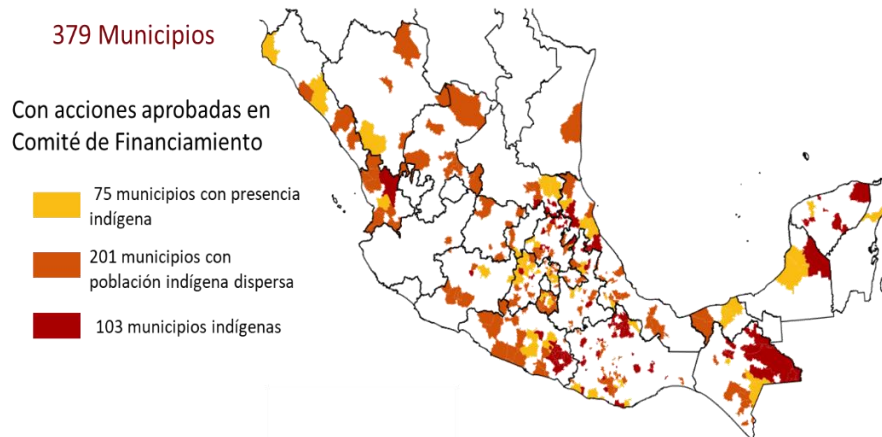 379 Municipios
Con acciones aprobadas en
Comité de Financiamiento
75 municipios con presencia
indígena
201 municipios con
población indígena dispersa
103 municipios indígenas